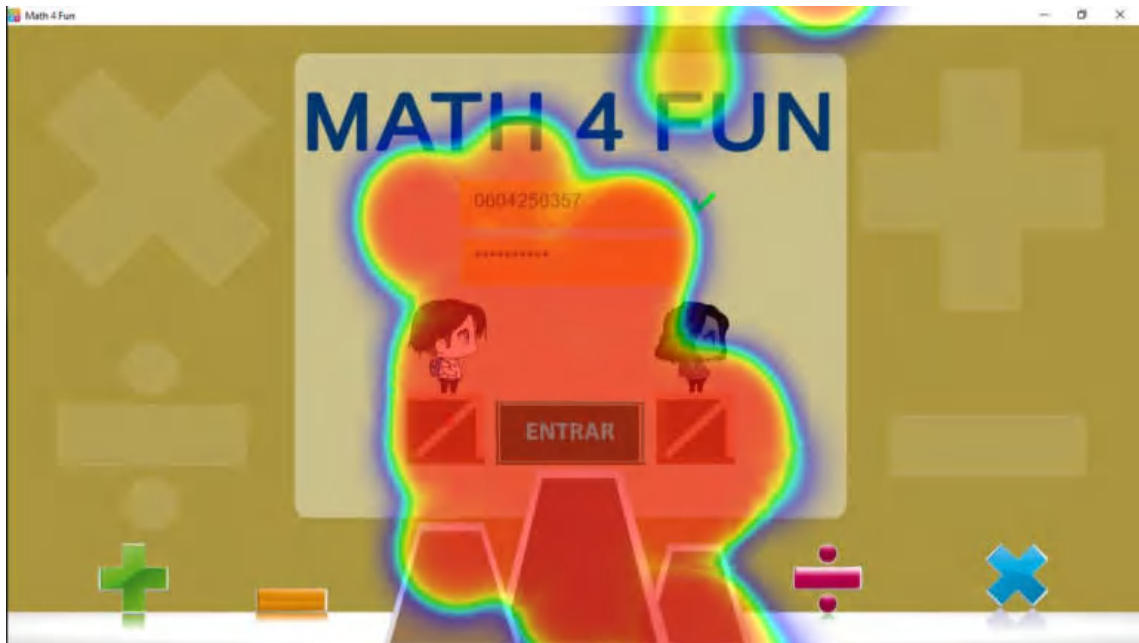 Math 4 Fun
MATH 4 FUN
0604250357
**********
ENTRAR